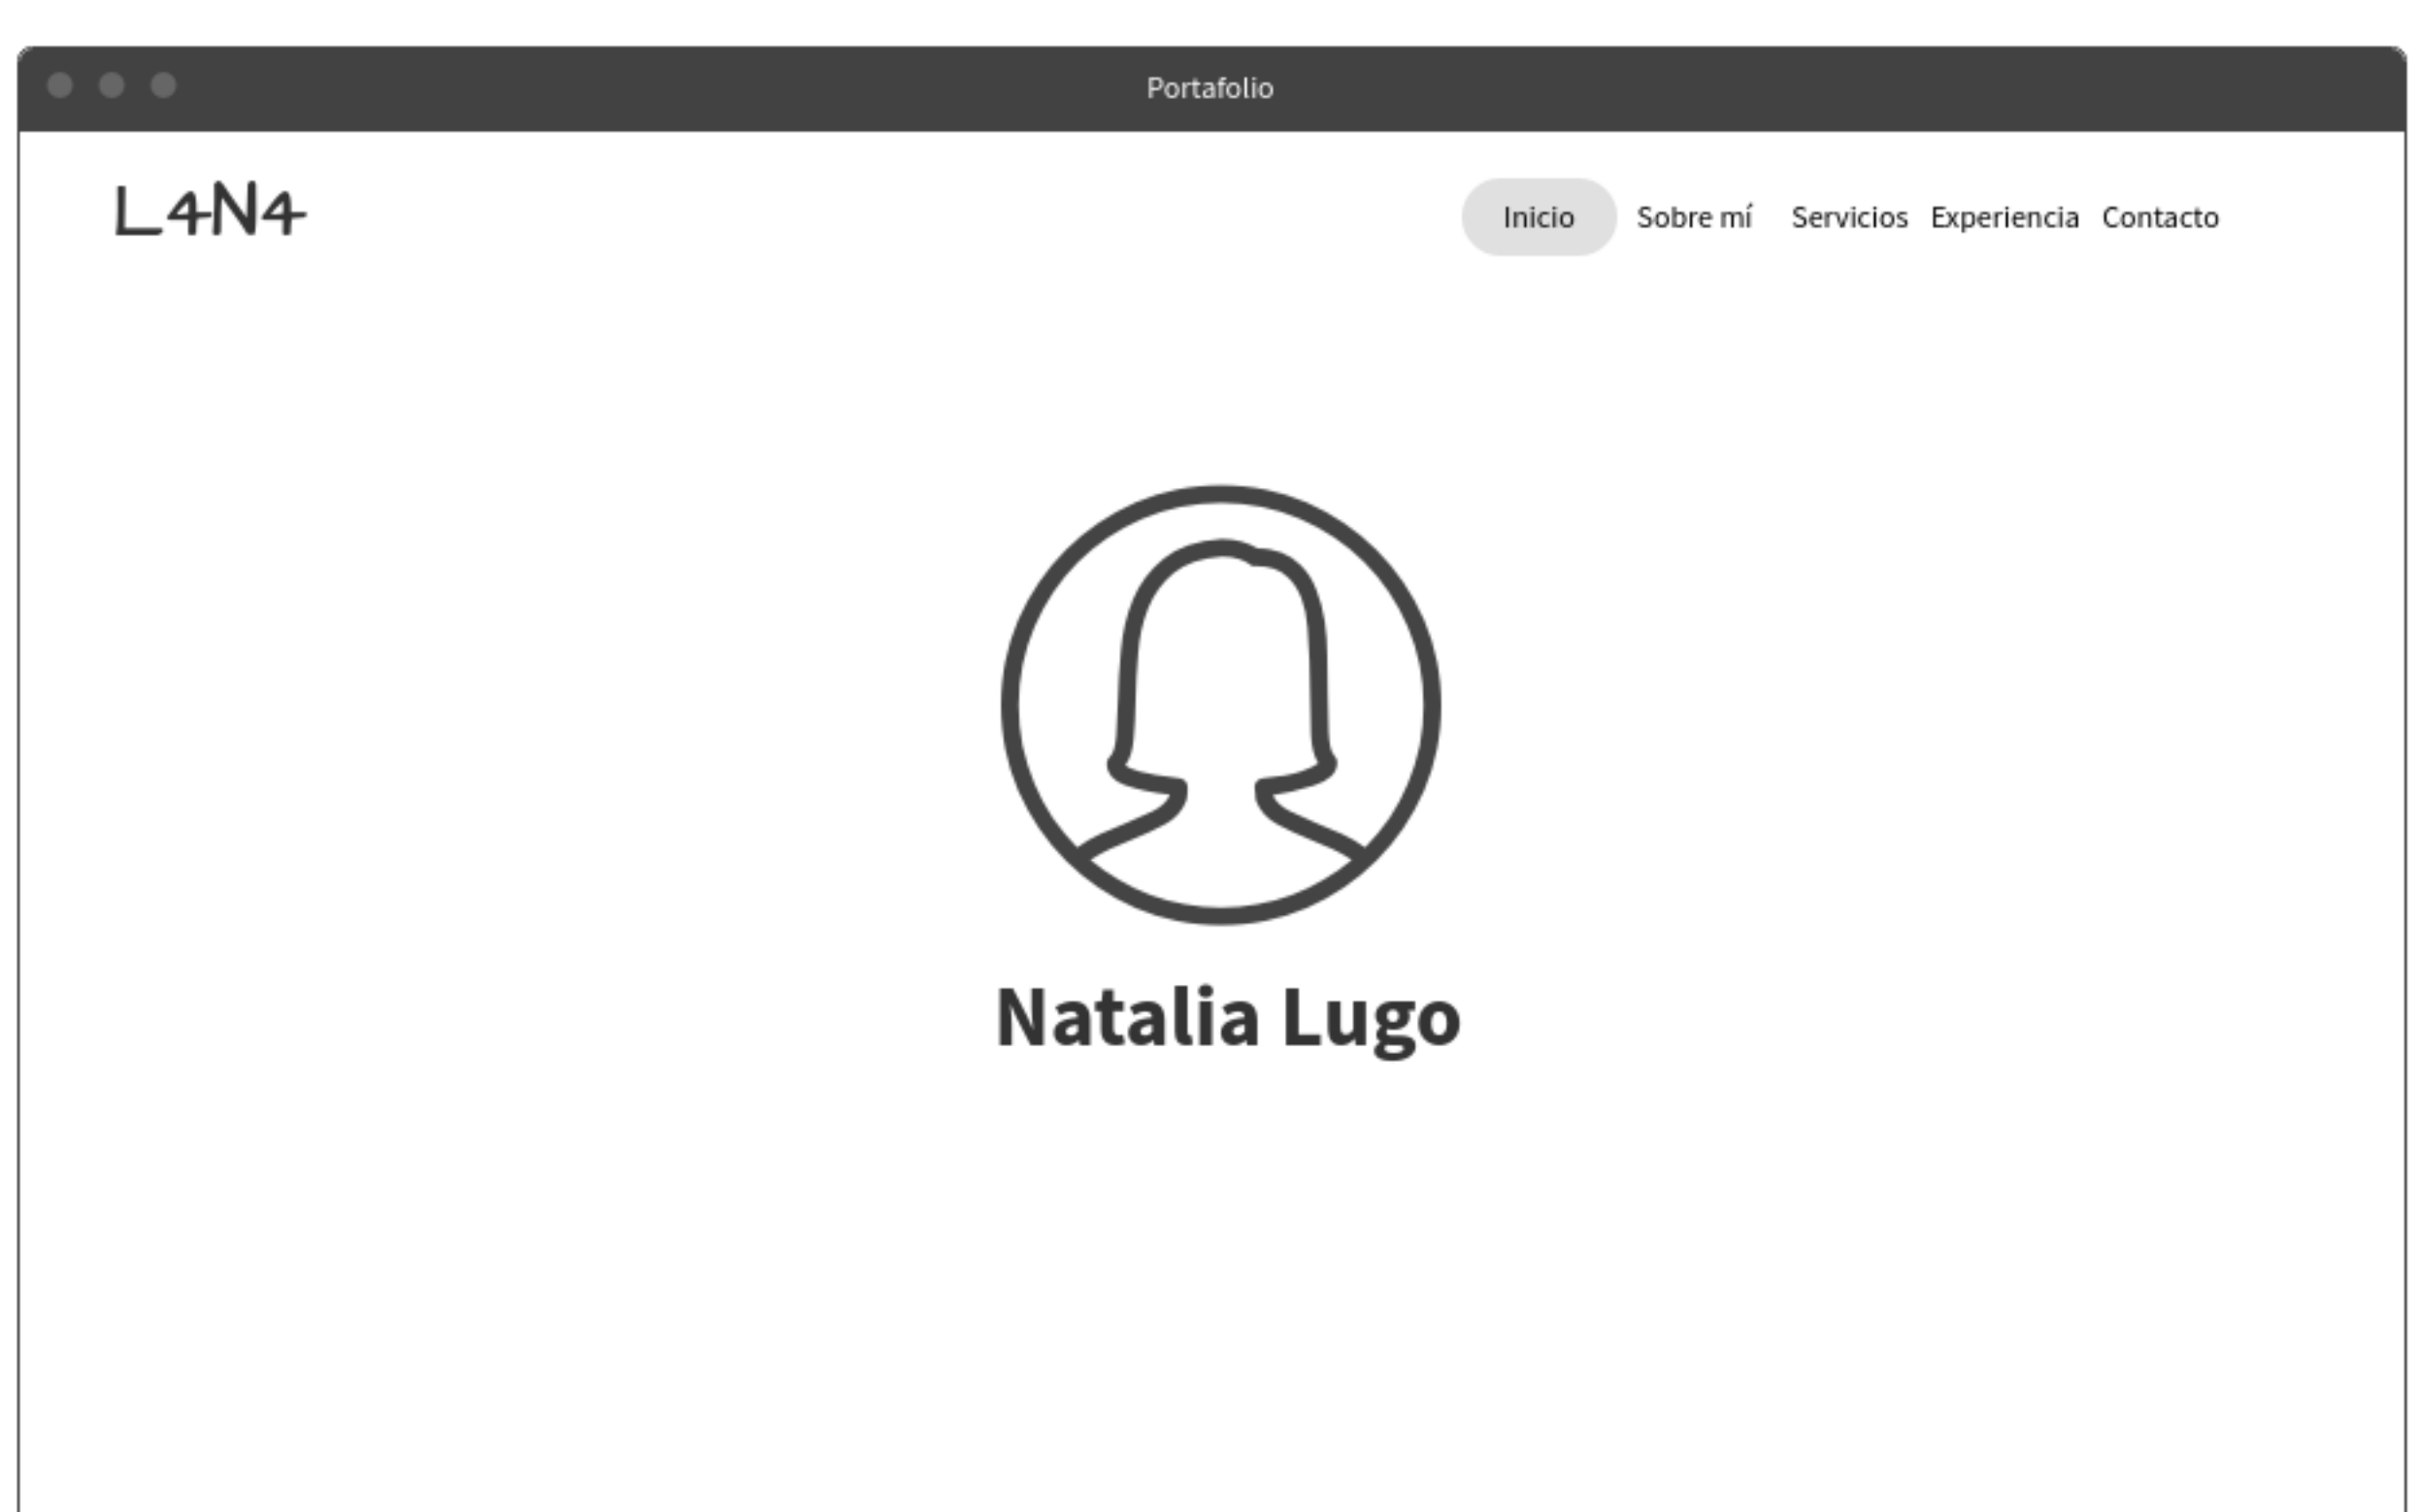 Portafolio
L4N4
Inicio Sobre mí Servicios Experiencia Contacto
Natalia Lugo